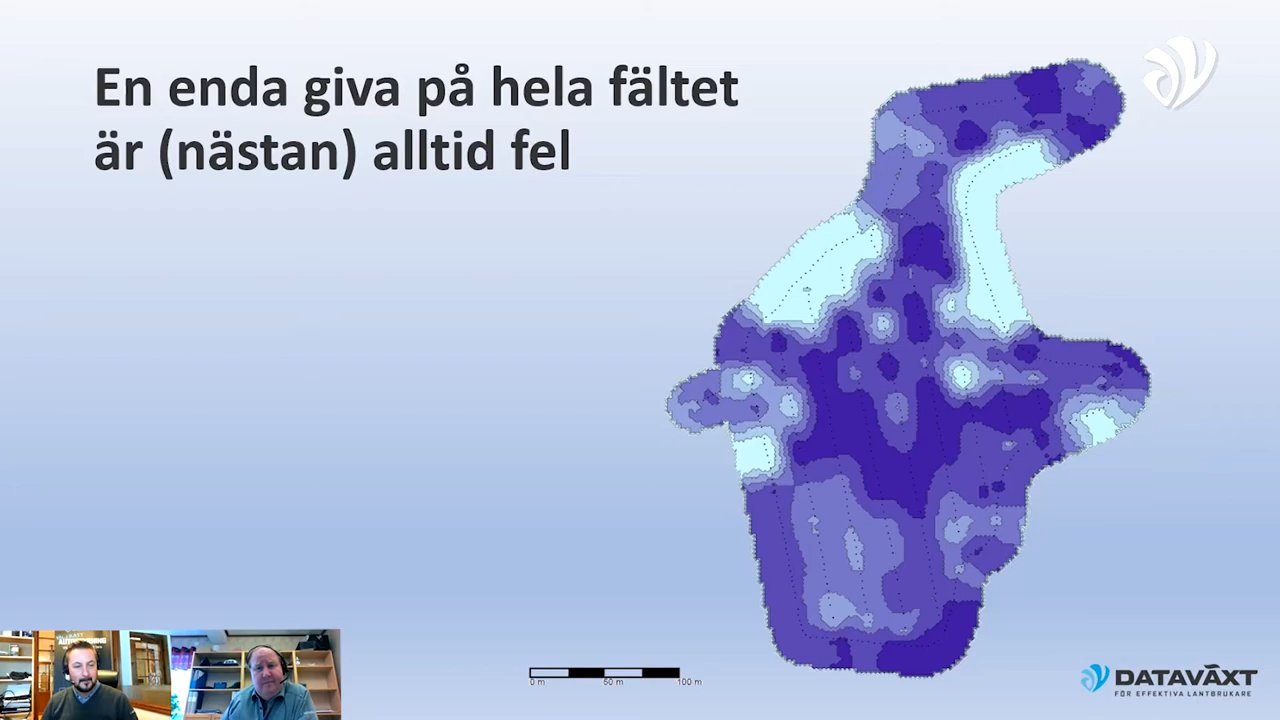 En enda giva på hela fältet
är (nästan) alltid fel
0 m 50 m 100 m
DATAVÄXT
FÖR EFFEKTIVA LANTBRUKARE